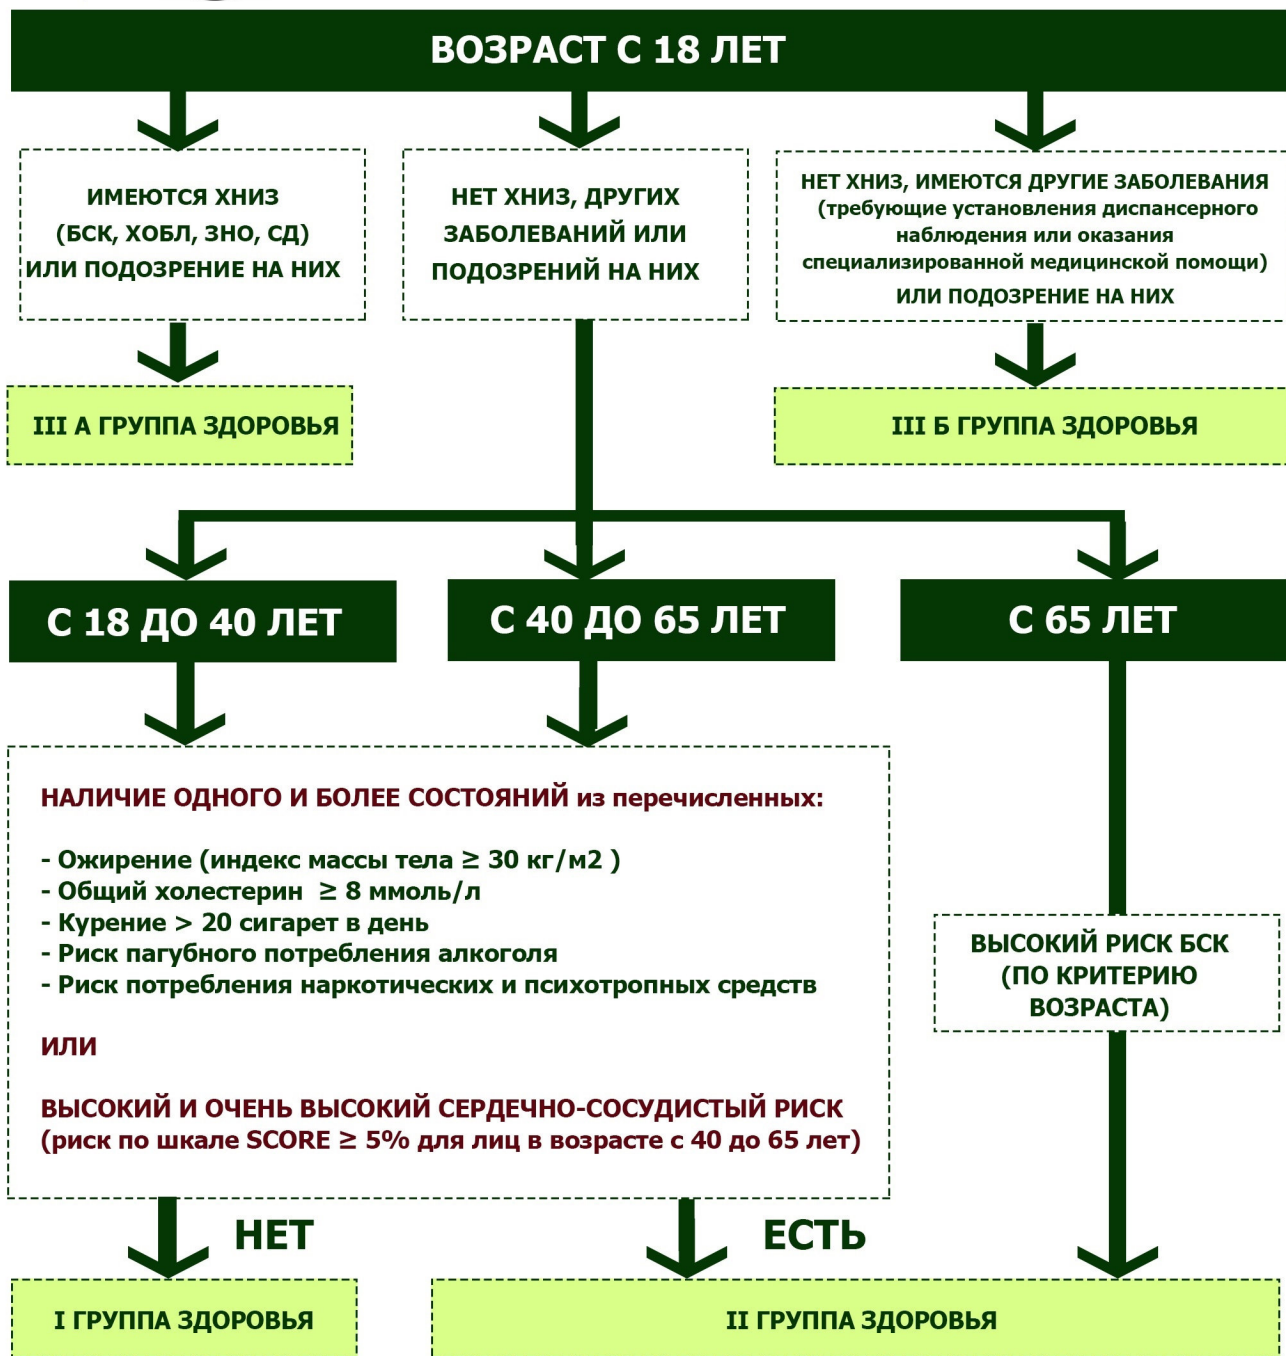 ВОЗРАСТ С 18 ЛЕТ
ИМЕЮТСЯ ХНИЗ
(БСК, ХОБЛ, ЗНО, СД)
ИЛИ ПОДОЗРЕНИЕ НА НИХ
НЕТ ХНИЗ, ДРУГИХ
ЗАБОЛЕВАНИЙ ИЛИ
ПОДОЗРЕНИЙ НА НИХ
НЕТ ХНИЗ, ИМЕЮТСЯ ДРУГИЕ ЗАБОЛЕВАНИЯ
(требующие установления диспансерного
наблюдения или оказания
специализированной медицинской помощи)
ИЛИ ПОДОЗРЕНИЕ НА НИХ
III А ГРУППА ЗДОРОВЬЯ
III Б ГРУППА ЗДОРОВЬЯ
С 18 ДО 40 ЛЕТ
С 40 ДО 65 ЛЕТ
С 65 ЛЕТ
НАЛИЧИЕ ОДНОГО И БОЛЕЕ СОСТОЯНИЙ из перечисленных:
- Ожирение (индекс массы тела ≥ 30 кг/м2 )
- Общий холестерин ≥ 8 ммоль/л
- Курение > 20 сигарет в день
- Риск пагубного потребления алкоголя
- Риск потребления наркотических и психотропных средств
ИЛИ
ВЫСОКИЙ И ОЧЕНЬ ВЫСОКИЙ СЕРДЕЧНО-СОСУДИСТЫЙ РИСК
(риск по шкале SCORE ≥ 5% для лиц в возрасте с 40 до 65 лет)
ВЫСОКИЙ РИСК БСК
(ПО КРИТЕРИЮ
ВОЗРАСТА)
НЕТ
ЕСТЬ
I ГРУППА ЗДОРОВЬЯ
II ГРУППА ЗДОРОВЬЯ